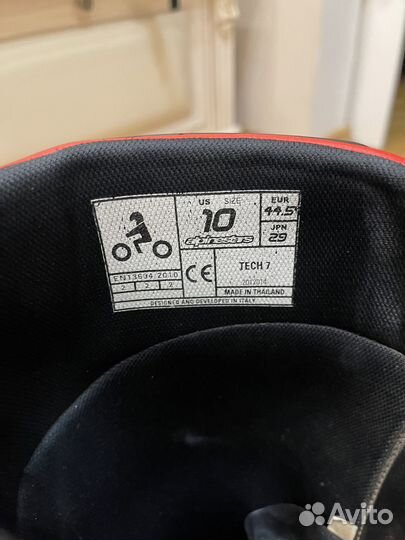 US SIZE EUR
10 44.5
JPN
alpinestars 29
EN13634:2010
CE TECH 7
2 2 2
2012014
MADE IN THAILAND
DESIGNED AND DEVELOPED IN ITALY
Avito